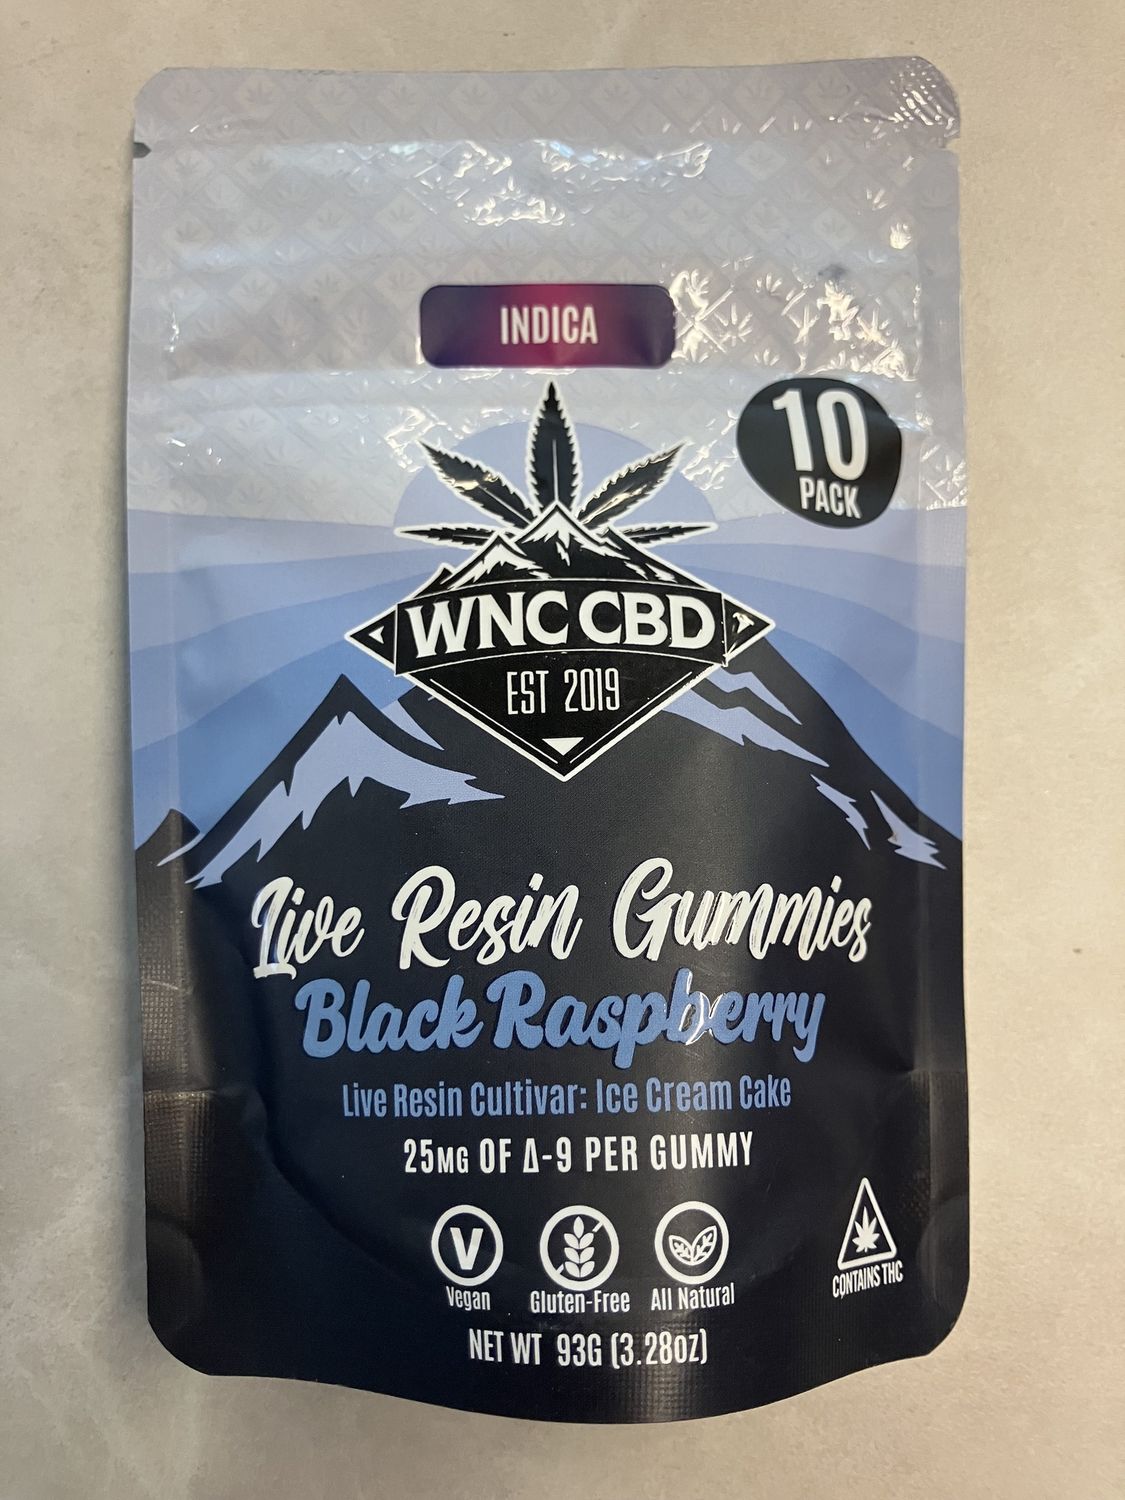 INDICA
10
PACK
WNC CBD
EST 2019
Live Resin Gummies
Black Raspberry
Live Resin Cultivar: Ice Cream Cake
25MG OF Δ-9 PER GUMMY
V
Vegan
Gluten-Free
All Natural
CONTAINS THC
NET WT 93G (3.28OZ)